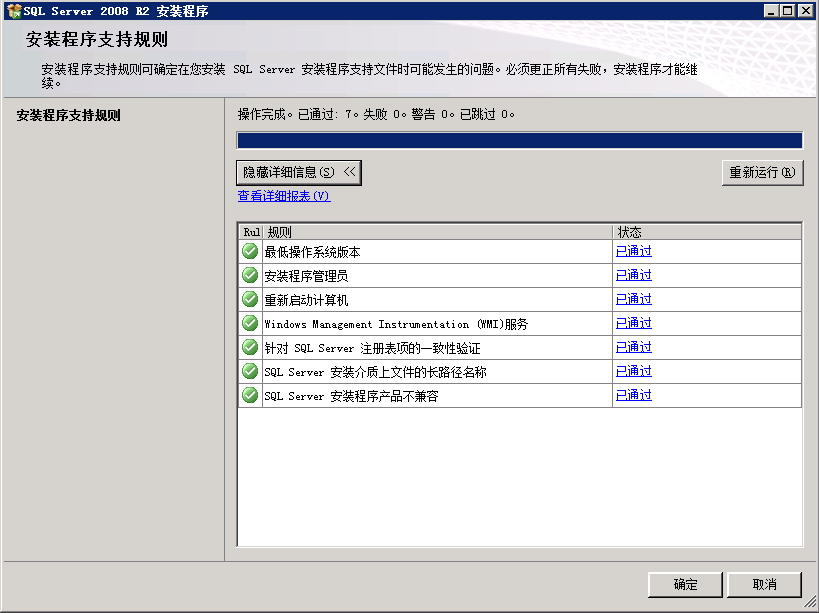 SQL Server 2008 R2 安装程序
安装程序支持规则
安装程序支持规则可确定在您安装 SQL Server 安装程序支持文件时可能发生的问题。必须更正所有失败，安装程序才能继
续。
安装程序支持规则
操作完成。已通过: 7。失败 0。警告 0。已跳过 0。
隐藏详细信息(S) <<
重新运行(R)
查看详细报表(V)
Rul 规则 状态
最低操作系统版本 已通过
安装程序管理员 已通过
重新启动计算机 已通过
Windows Management Instrumentation (WMI)服务 已通过
针对 SQL Server 注册表项的一致性验证 已通过
SQL Server 安装介质上文件的长路径名称 已通过
SQL Server 安装程序产品不兼容 已通过
确定 取消